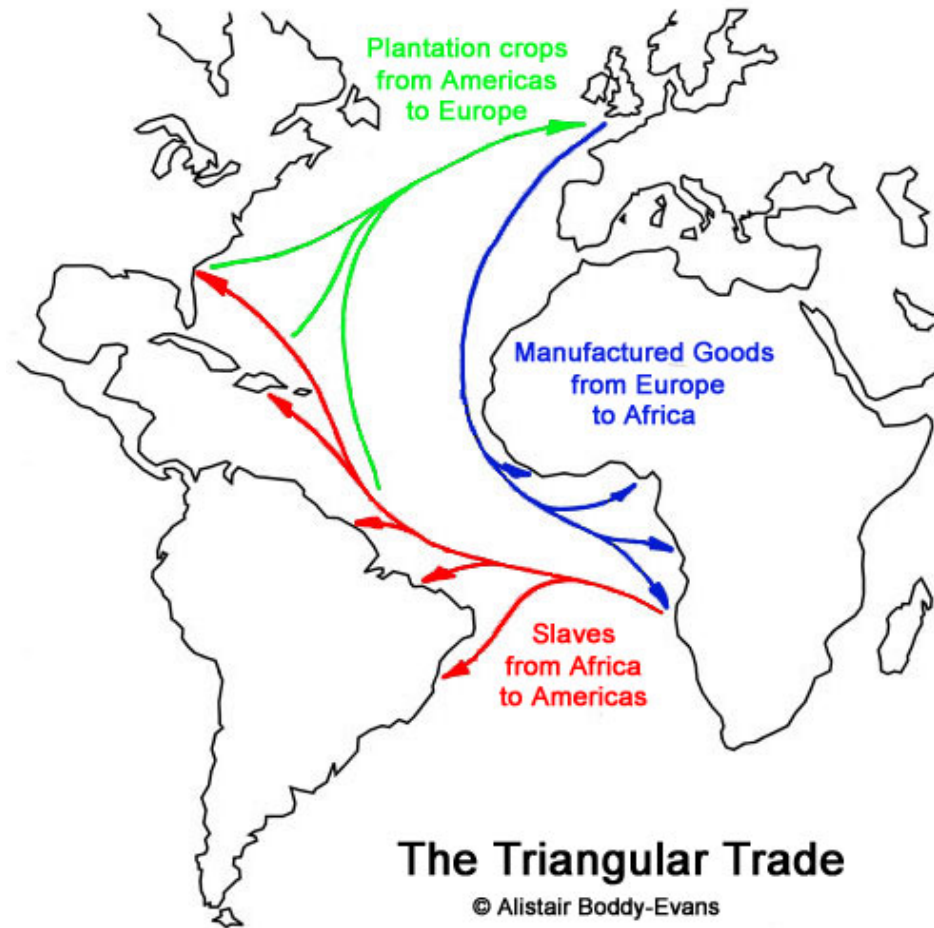 Plantation crops
from Americas
to Europe
Manufactured Goods
from Europe
to Africa
Slaves
from Africa
to Americas
The Triangular Trade
© Alistair Boddy-Evans